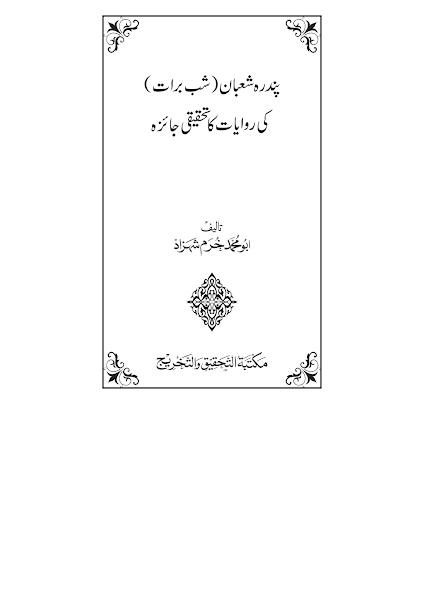 پندرہ شعبان (شب برات)
کی روایات کا تحقیقی جائزہ
تالیف
ابو محمد خرم شہزاد
مکتبۃ التحقیق والتخریج